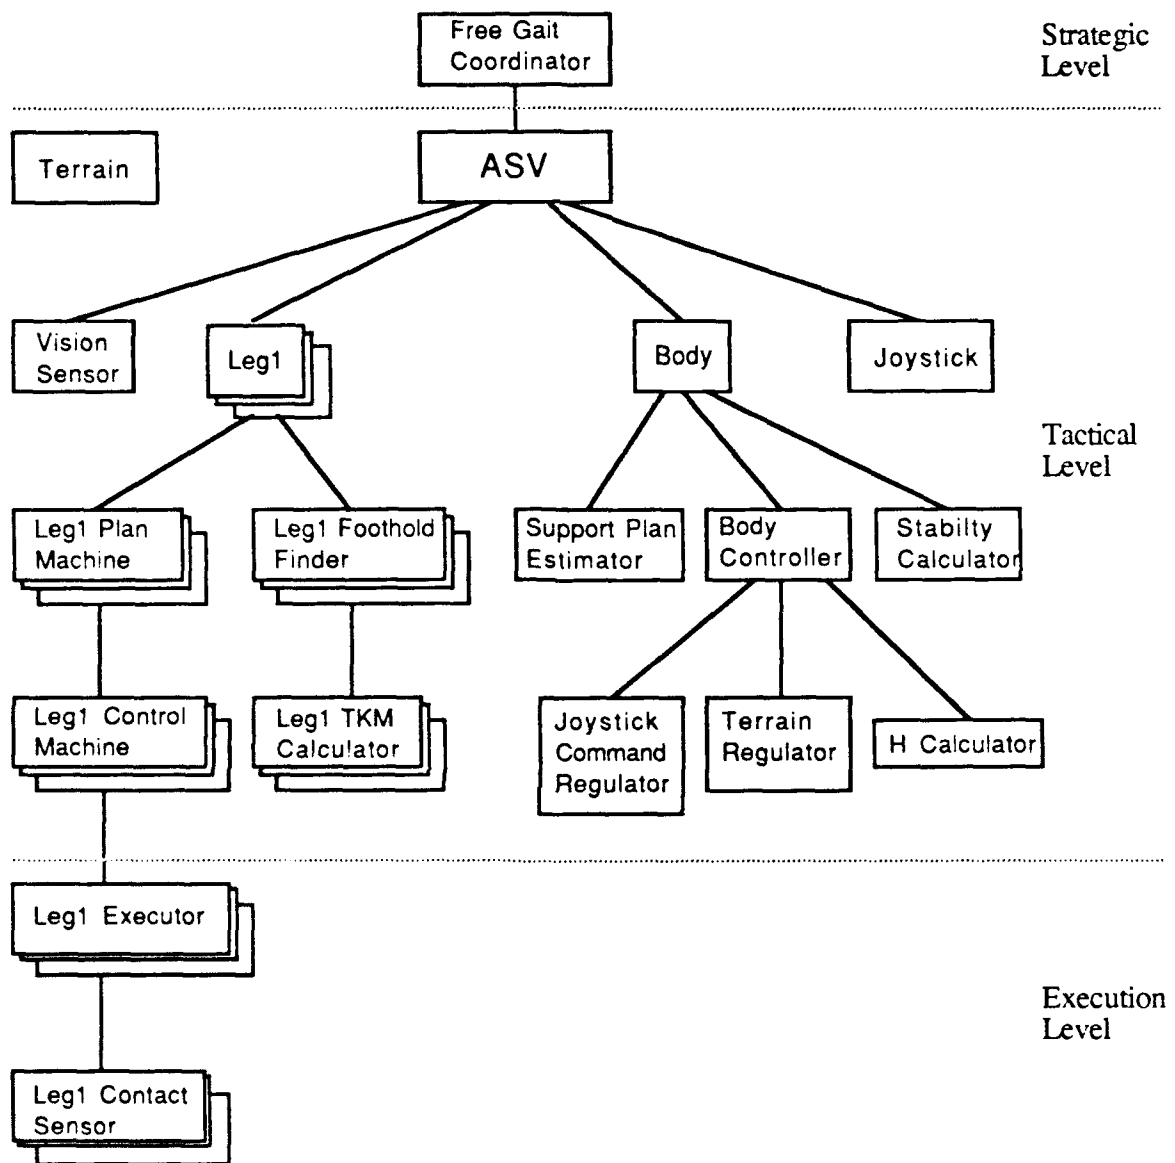 Free Gait
Coordinator
Strategic
Level
Terrain
ASV
Vision
Sensor
Leg1
Body
Joystick
Tactical
Level
Leg1 Plan
Machine
Leg1 Foothold
Finder
Support Plan
Estimator
Body
Controller
Stabilty
Calculator
Leg1 Control
Machine
Leg1 TKM
Calculator
Joystick
Command
Regulator
Terrain
Regulator
H Calculator
Leg1 Executor
Execution
Level
Leg1 Contact
Sensor